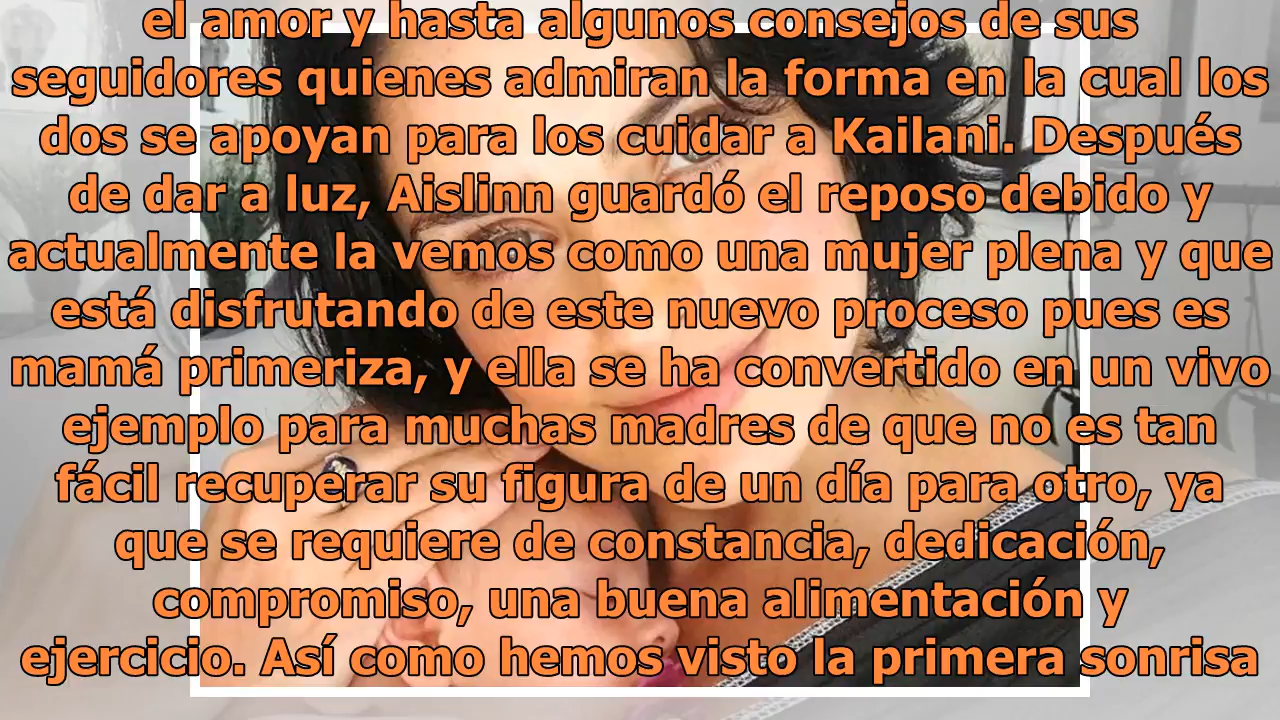 el amor y hasta algunos consejos de sus
seguidores quienes admiran la forma en la cual los
dos se apoyan para los cuidar a Kailani. Después
de dar a luz, Aislinn guardó el reposo debido y
actualmente la vemos como una mujer plena y que
está disfrutando de este nuevo proceso pues es
mamá primeriza, y ella se ha convertido en un vivo
ejemplo para muchas madres de que no es tan
fácil recuperar su figura de un día para otro, ya
que se requiere de constancia, dedicación,
compromiso, una buena alimentación y
ejercicio. Así como hemos visto la primera sonrisa